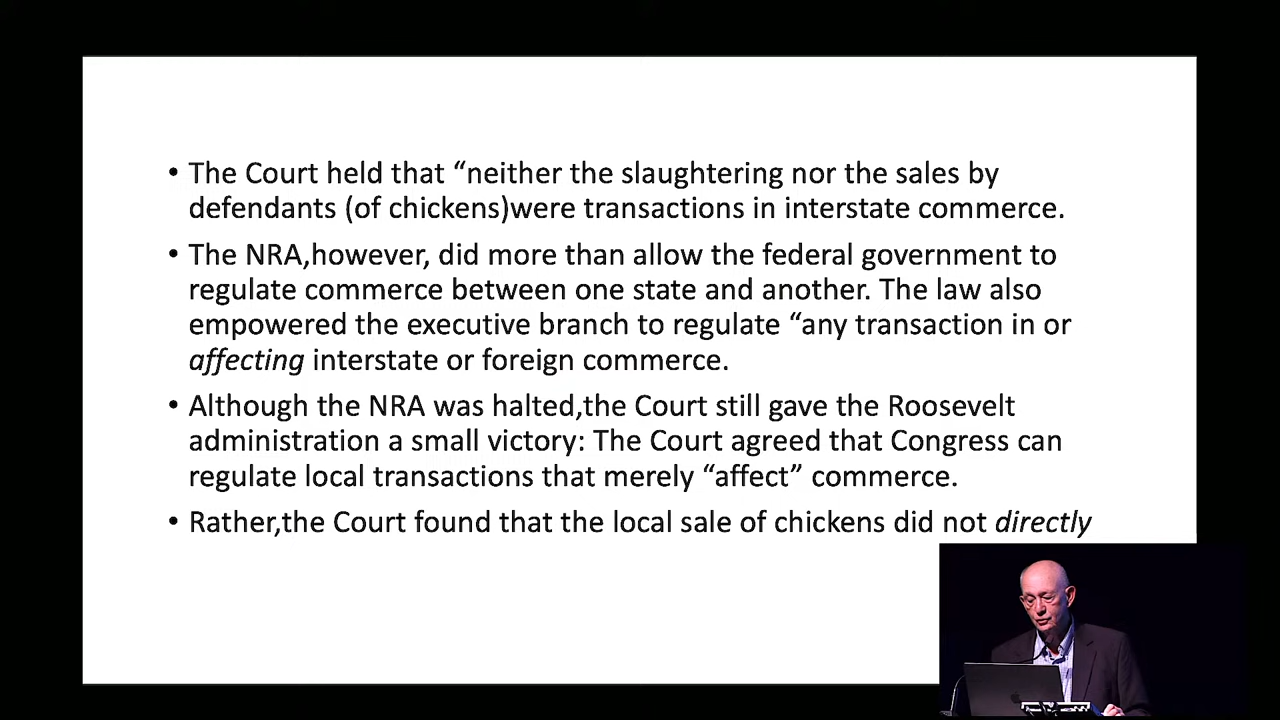 • The Court held that “neither the slaughtering nor the sales by
defendants (of chickens)were transactions in interstate commerce.
• The NRA,however, did more than allow the federal government to
regulate commerce between one state and another. The law also
empowered the executive branch to regulate “any transaction in or
affecting interstate or foreign commerce.
• Although the NRA was halted,the Court still gave the Roosevelt
administration a small victory: The Court agreed that Congress can
regulate local transactions that merely “affect” commerce.
• Rather,the Court found that the local sale of chickens did not directly